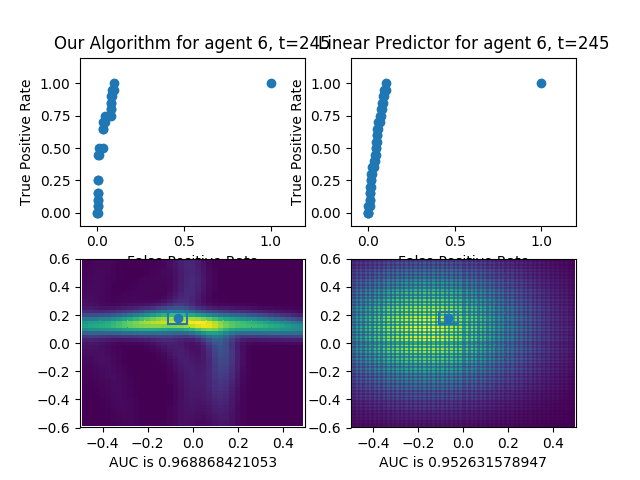 Our Algorithm for agent 6, t=245
Linear Predictor for agent 6, t=245
True Positive Rate
1.00
0.75
0.50
0.25
0.00
0.0 0.5 1.0
False Positive Rate
True Positive Rate
1.00
0.75
0.50
0.25
0.00
0.0 0.5 1.0
False Positive Rate
0.6
0.4
0.2
0.0
−0.2
−0.4
−0.6
−0.4 −0.2 0.0 0.2 0.4
AUC is 0.968868421053
0.6
0.4
0.2
0.0
−0.2
−0.4
−0.6
−0.4 −0.2 0.0 0.2 0.4
AUC is 0.952631578947